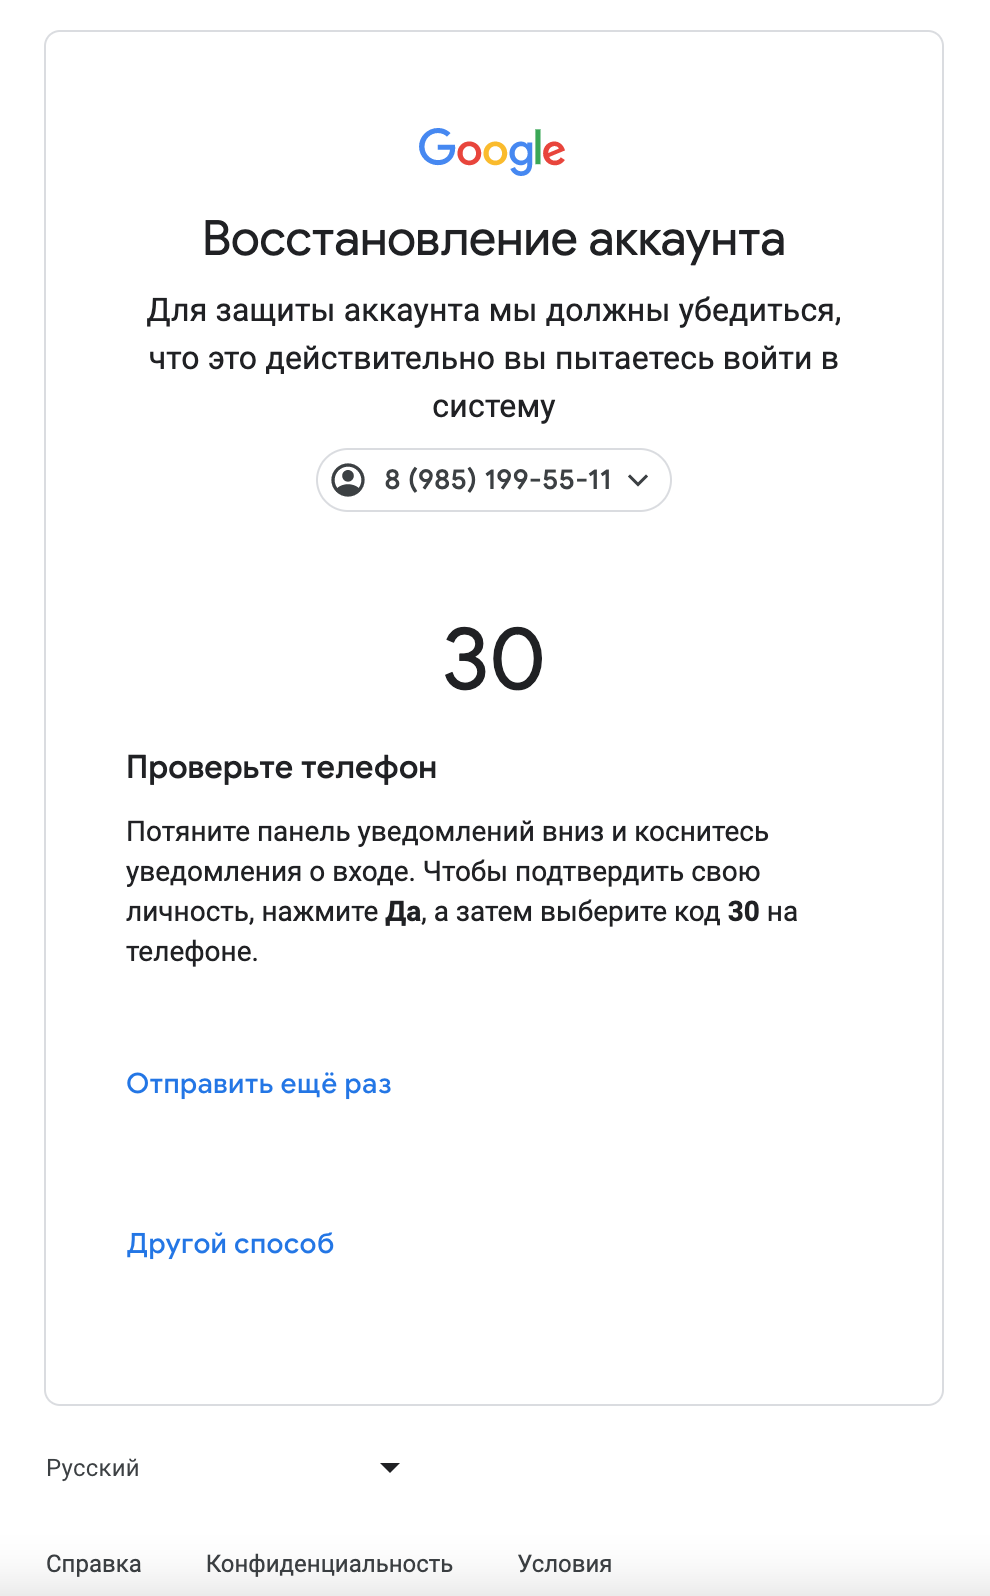 Google
Восстановление аккаунта
Для защиты аккаунта мы должны убедиться,
что это действительно вы пытаетесь войти в
систему
8 (985) 199-55-11
30
Проверьте телефон
Потяните панель уведомлений вниз и коснитесь
уведомления о входе. Чтобы подтвердить свою
личность, нажмите Да, а затем выберите код 30 на
телефоне.
Отправить ещё раз
Другой способ
Русский
Справка Конфиденциальность Условия